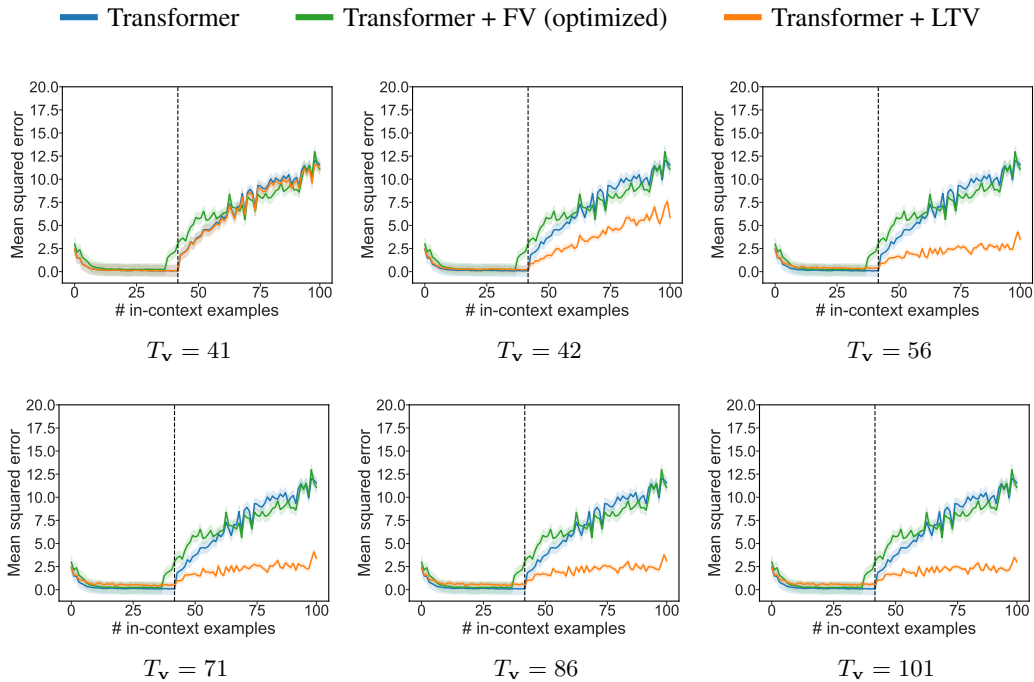 Transformer Transformer + FV (optimized) Transformer + LTV
20.0 20.0 20.0
17.5 17.5 17.5
15.0 15.0 15.0
12.5 12.5 12.5
10.0 10.0 10.0
7.5 7.5 7.5
5.0 5.0 5.0
2.5 2.5 2.5
0.0 0.0 0.0
Mean squared error Mean squared error Mean squared error
0 25 50 75 100 0 25 50 75 100 0 25 50 75 100
# in-context examples # in-context examples # in-context examples
T_v = 41 T_v = 42 T_v = 56
20.0 20.0 20.0
17.5 17.5 17.5
15.0 15.0 15.0
12.5 12.5 12.5
10.0 10.0 10.0
7.5 7.5 7.5
5.0 5.0 5.0
2.5 2.5 2.5
0.0 0.0 0.0
Mean squared error Mean squared error Mean squared error
0 25 50 75 100 0 25 50 75 100 0 25 50 75 100
# in-context examples # in-context examples # in-context examples
T_v = 71 T_v = 86 T_v = 101